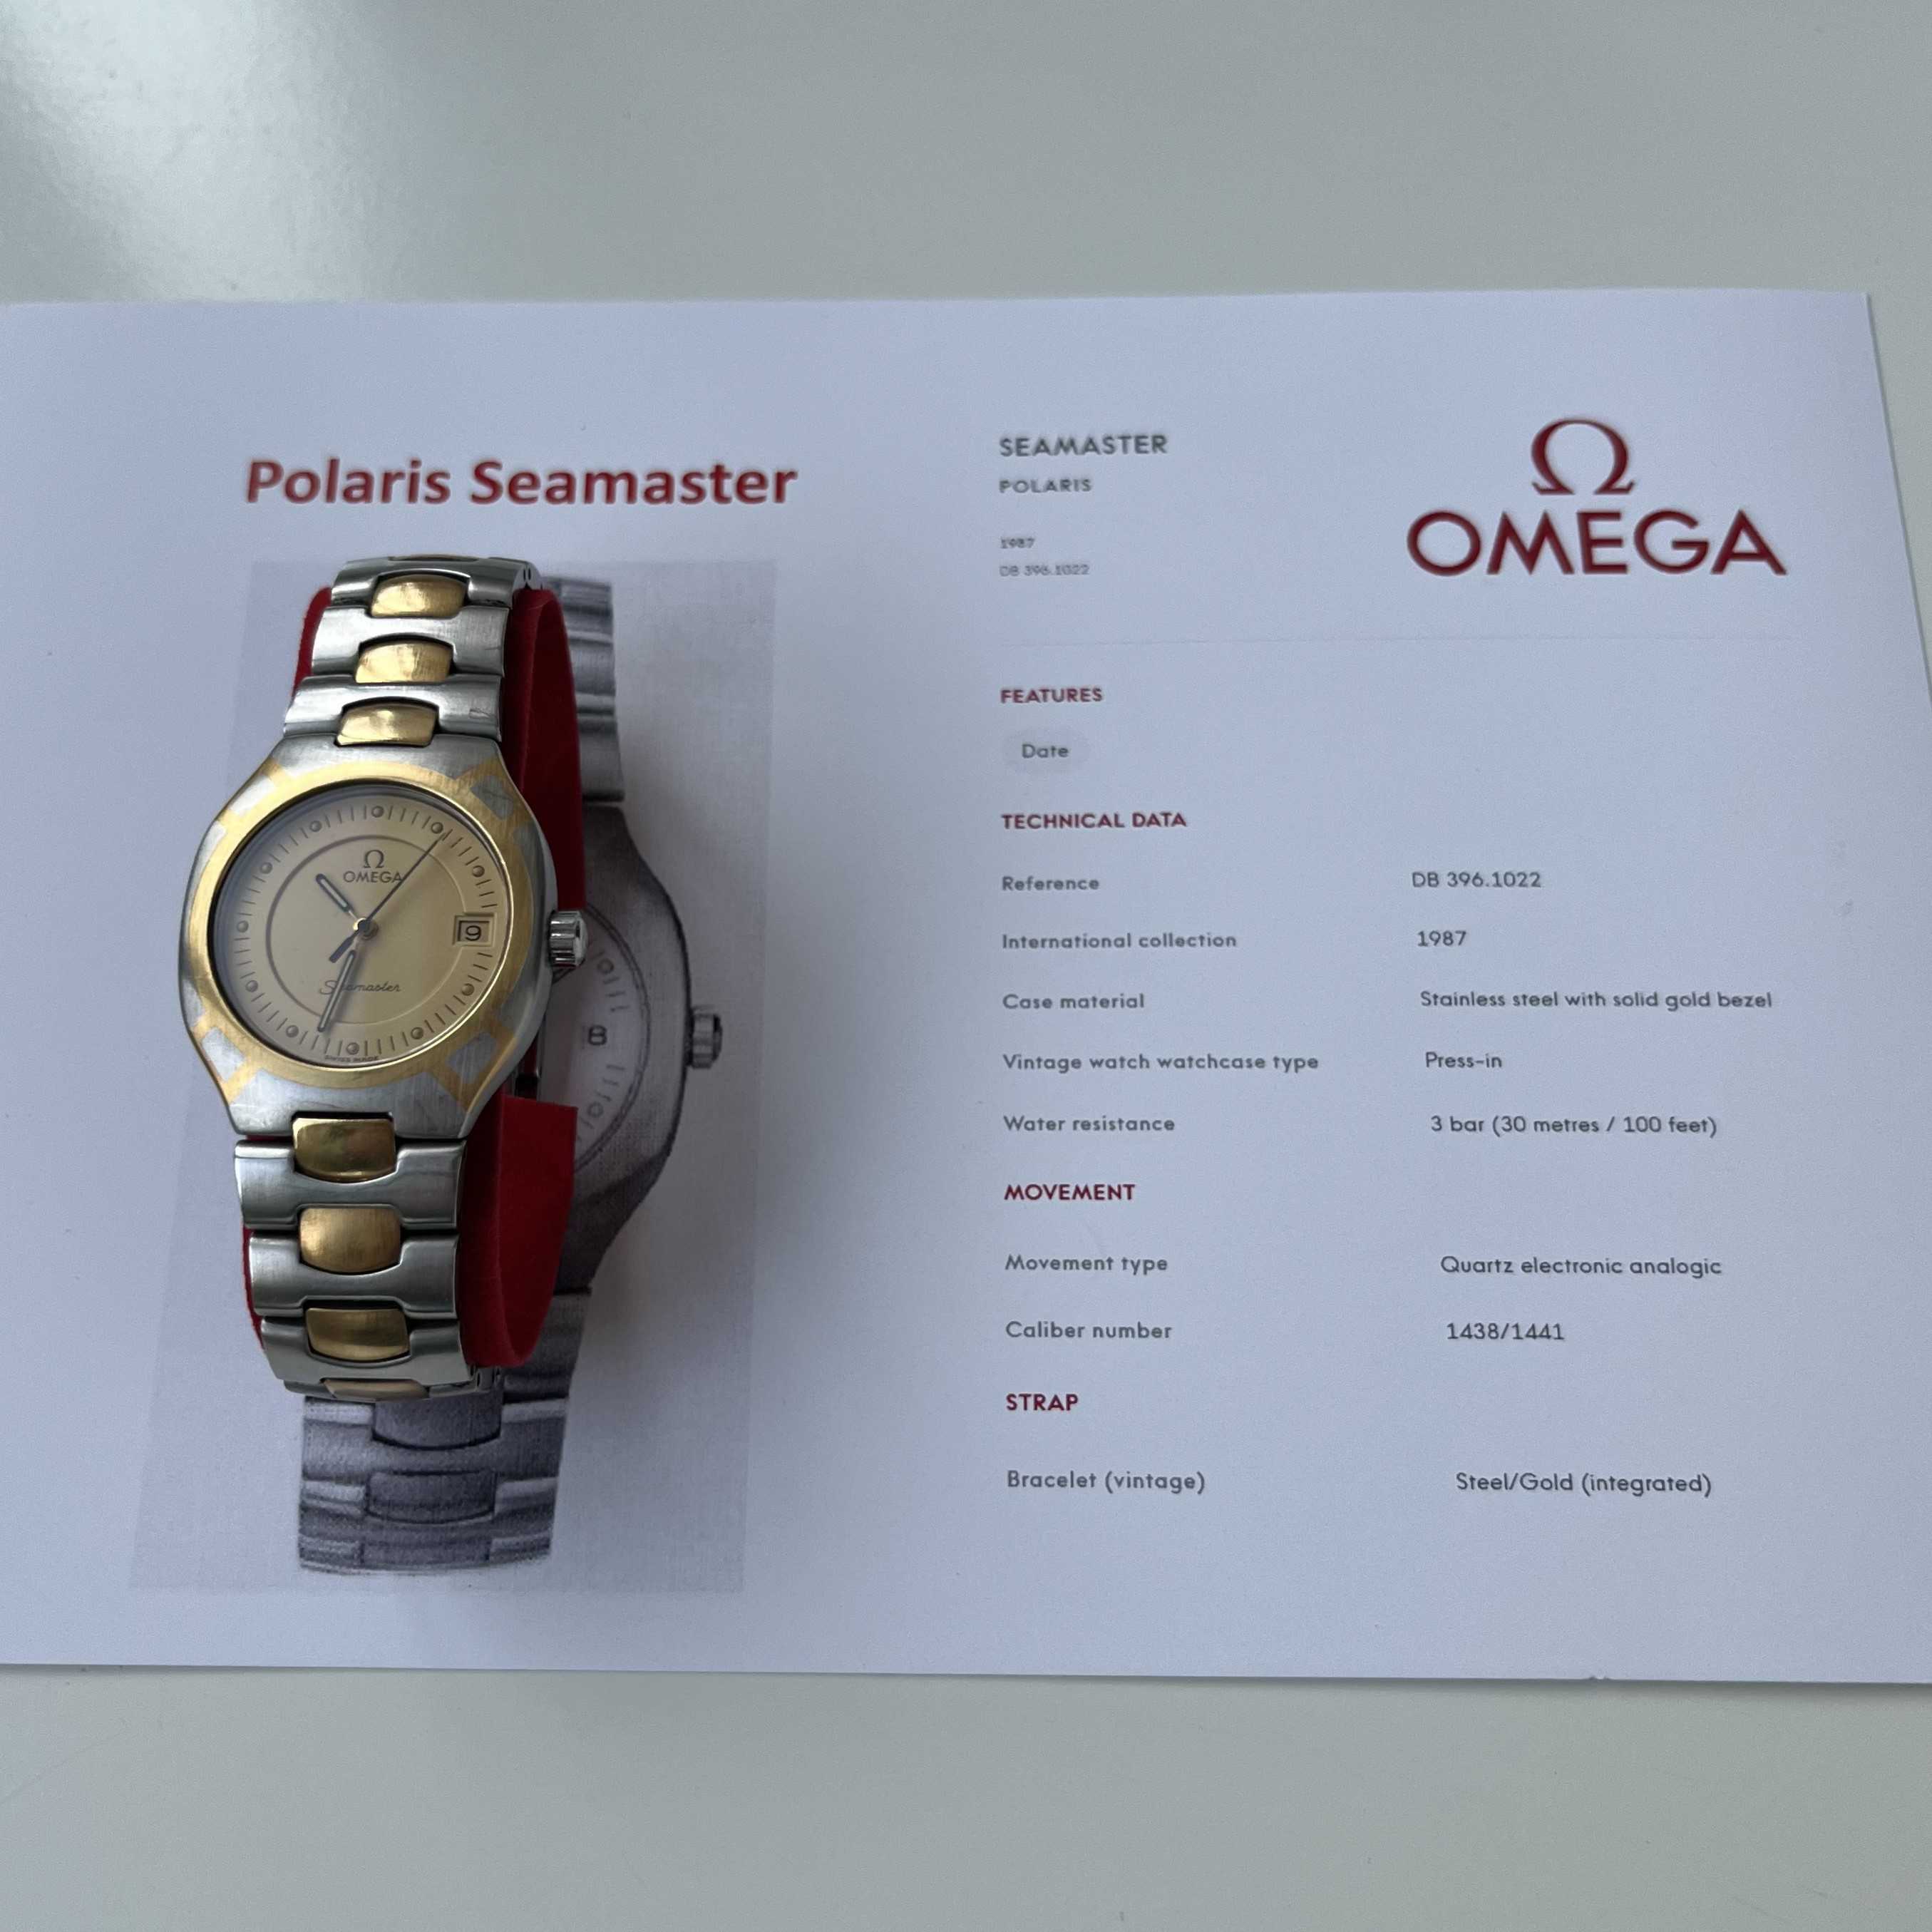 Polaris Seamaster
SEAMASTER
POLARIS
1987
DB 396.1022
Ω
OMEGA
FEATURES
Date
TECHNICAL DATA
Reference DB 396.1022
International collection 1987
Case material Stainless steel with solid gold bezel
Vintage watch watchcase type Press-in
Water resistance 3 bar (30 metres / 100 feet)
MOVEMENT
Movement type Quartz electronic analogic
Caliber number 1438/1441
STRAP
Bracelet (vintage) Steel/Gold (integrated)
Ω
OMEGA
9
Seamaster
SWISS MADE
8